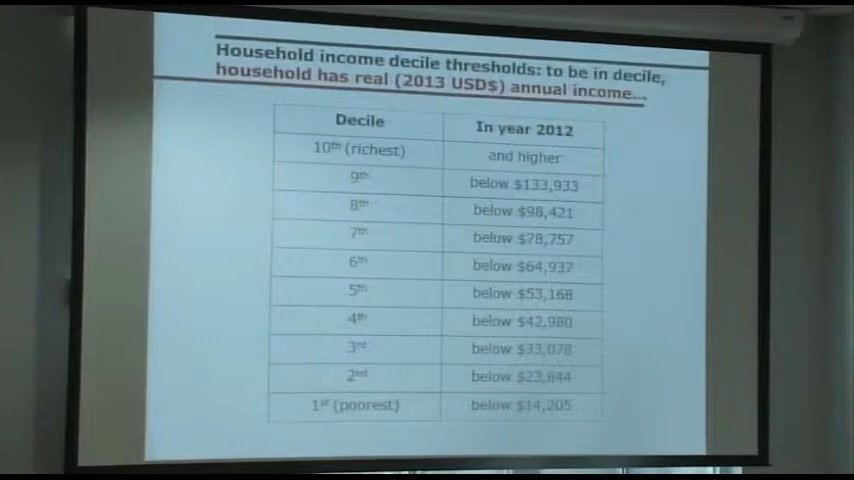 Household income decile thresholds: to be in decile,
household has real (2013 USD$) annual income...
Decile In year 2012
10th (richest) and higher
9th below $133,933
8th below $98,421
7th below $78,757
6th below $64,937
5th below $53,168
4th below $42,980
3rd below $33,078
2nd below $23,844
1st (poorest) below $14,205